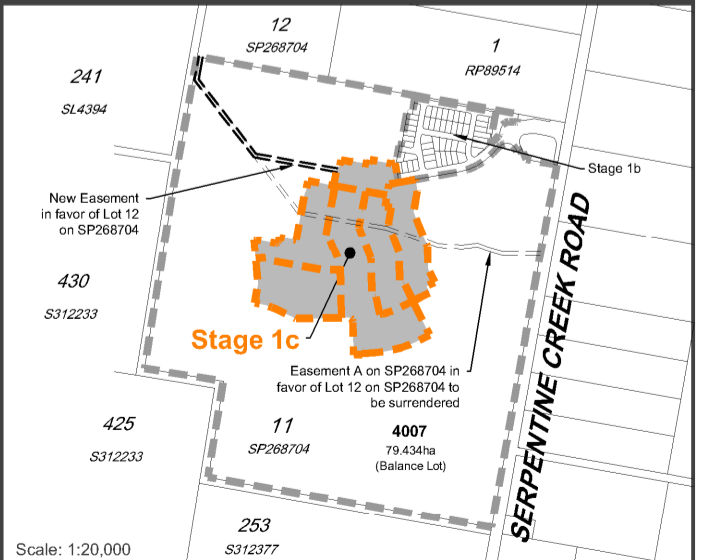 12
SP268704
1
RP89514
241
SL4394
Stage 1b
New Easement
in favor of Lot 12
on SP268704
SERPENTINE CREEK ROAD
430
S312233
Stage 1c
Easement A on SP268704 in
favor of Lot 12 on SP268704 to
be surrendered
425
S312233
11
SP268704
4007
79.434ha
(Balance Lot)
253
S312377
Scale: 1:20,000